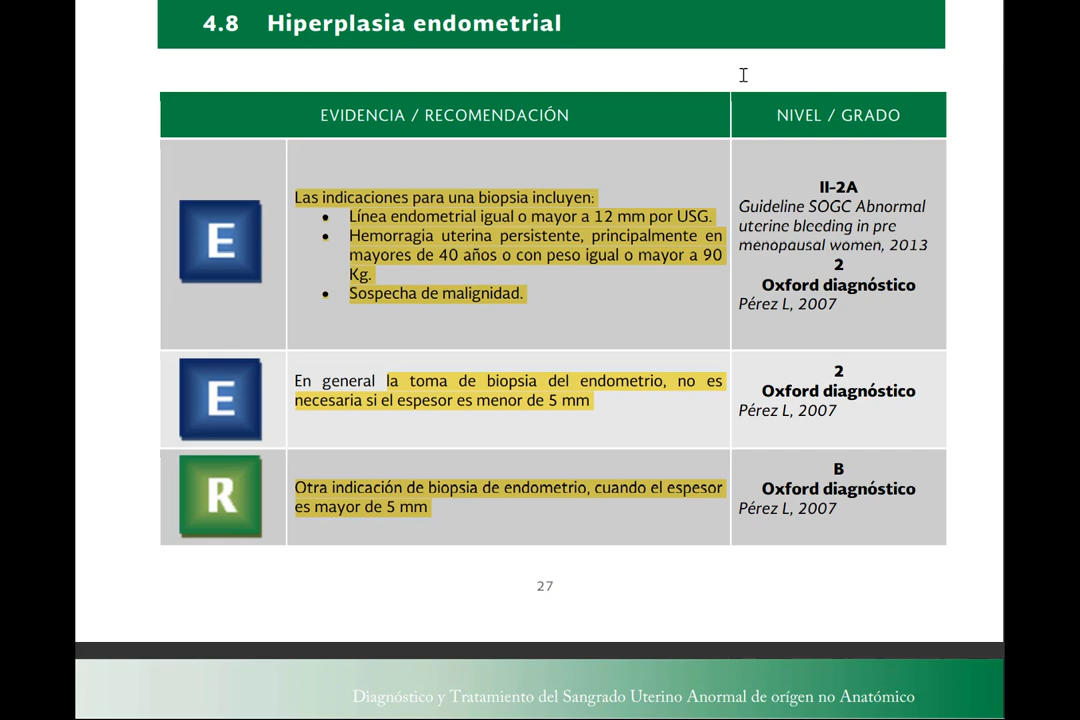 4.8 Hiperplasia endometrial
EVIDENCIA / RECOMENDACIÓN
NIVEL / GRADO
E
Las indicaciones para una biopsia incluyen:
• Línea endometrial igual o mayor a 12 mm por USG.
• Hemorragia uterina persistente, principalmente en
mayores de 40 años o con peso igual o mayor a 90
Kg.
• Sospecha de malignidad.
II-2A
Guideline SOGC Abnormal
uterine bleeding in pre
menopausal women, 2013
2
Oxford diagnóstico
Pérez L, 2007
E
En general la toma de biopsia del endometrio, no es
necesaria si el espesor es menor de 5 mm
2
Oxford diagnóstico
Pérez L, 2007
R
Otra indicación de biopsia de endometrio, cuando el espesor
es mayor de 5 mm
B
Oxford diagnóstico
Pérez L, 2007
27
Diagnóstico y Tratamiento del Sangrado Uterino Anormal de orígen no Anatómico